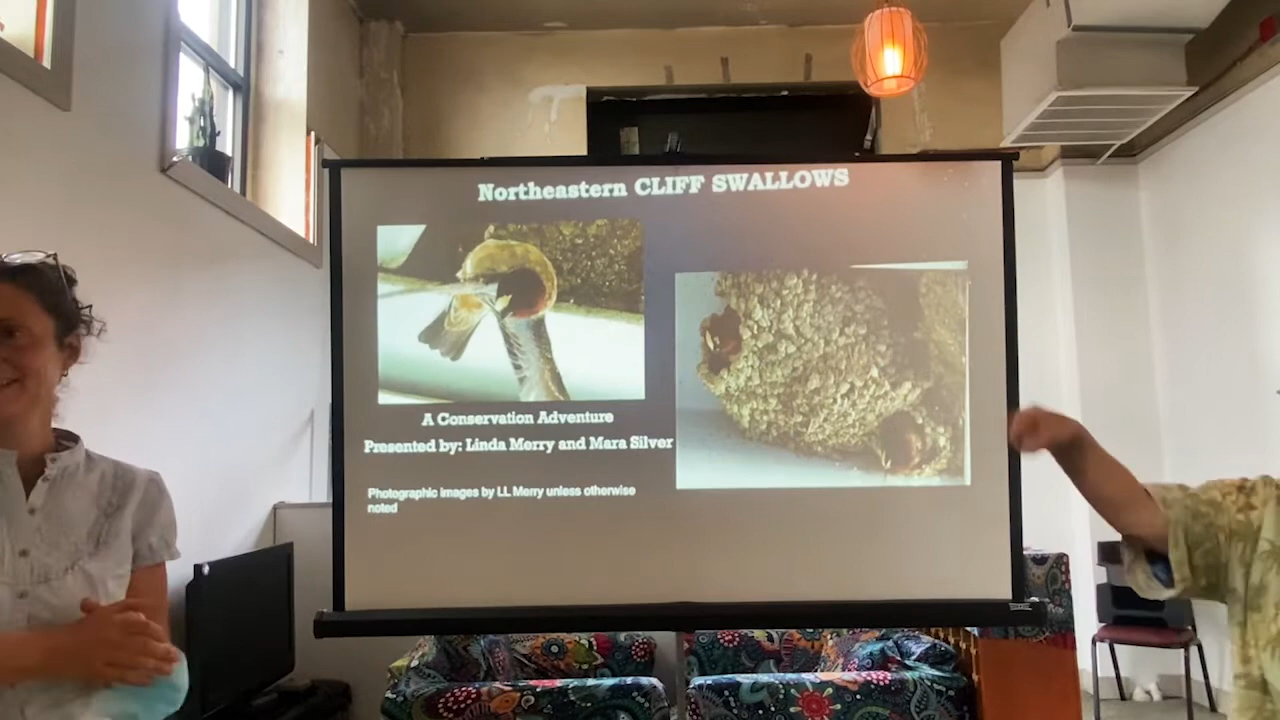 Northeastern CLIFF SWALLOWS
A Conservation Adventure
Presented by: Linda Merry and Mara Silver
Photographic images by LL Merry unless otherwise
noted